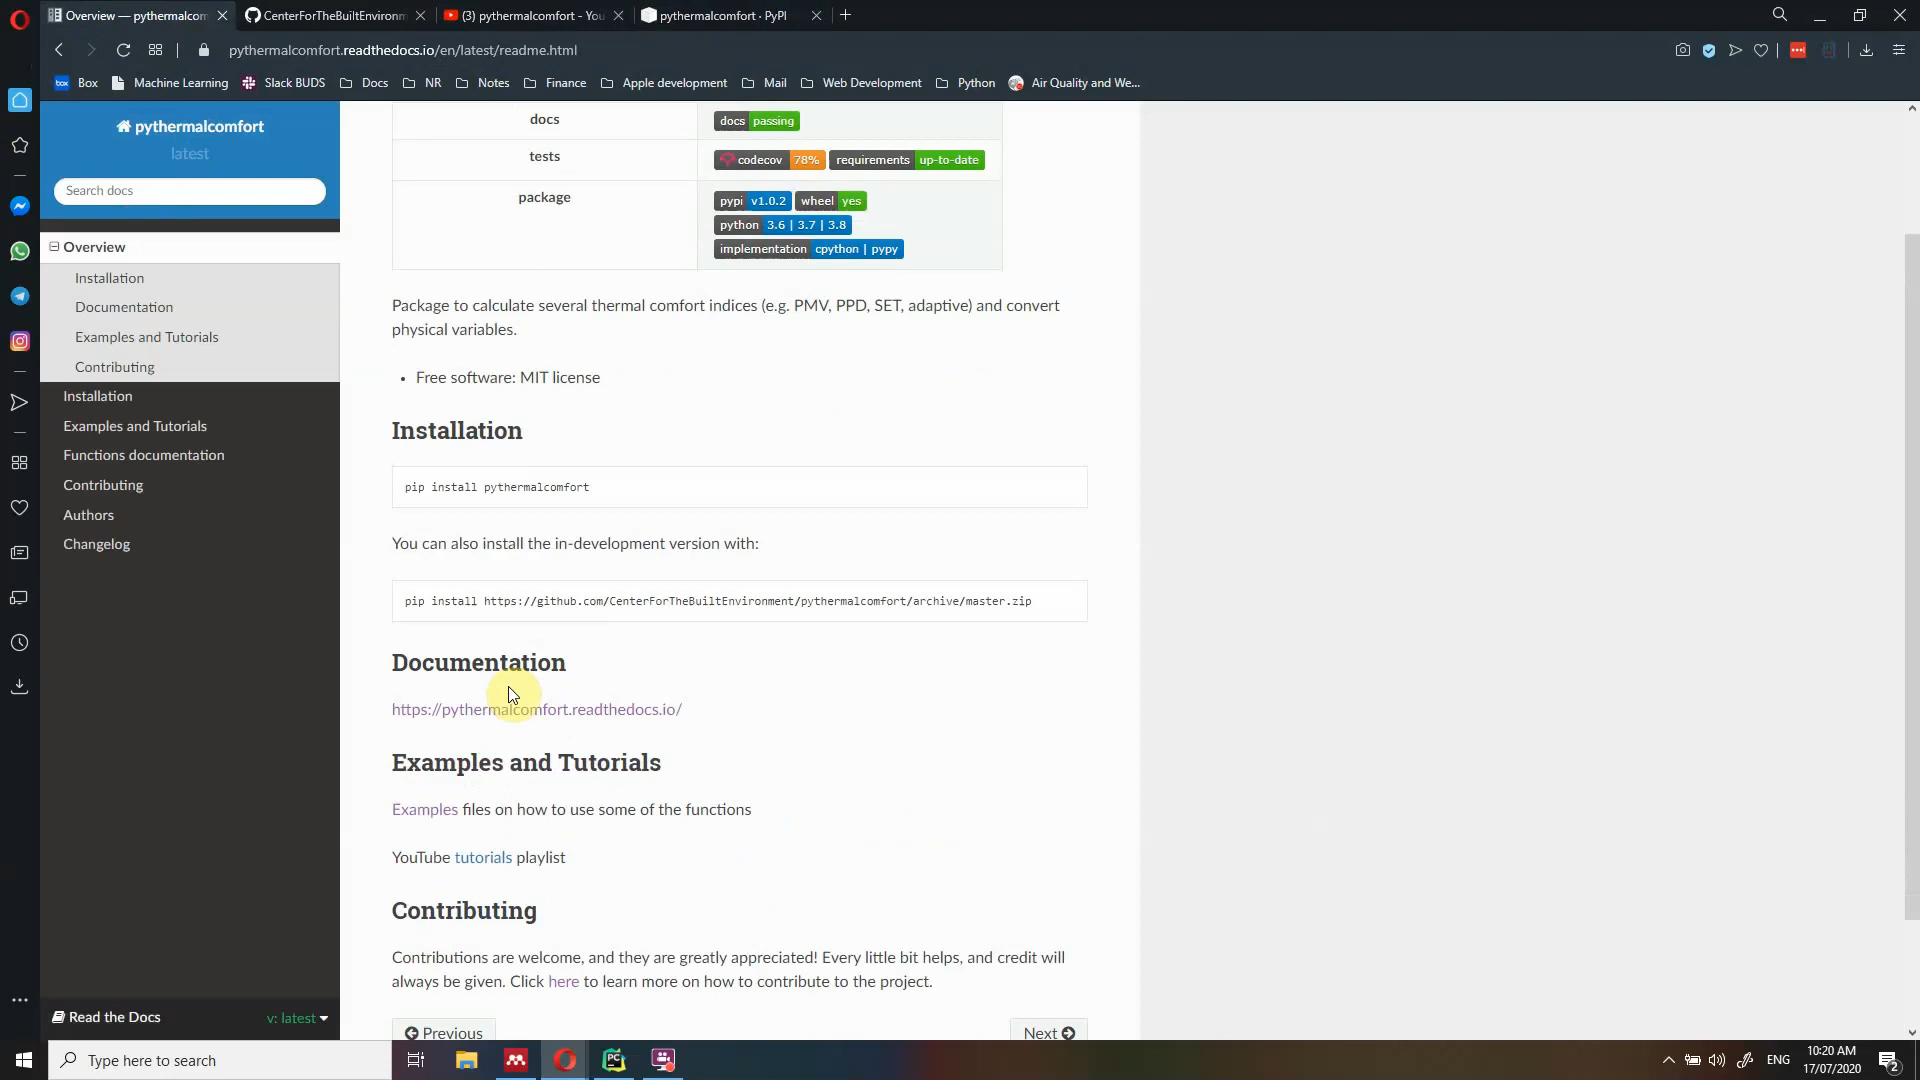 Overview — pythermalcom
CenterForTheBuiltEnvironm
(3) pythermalcomfort - You
pythermalcomfort · PyPI
pythermalcomfort.readthedocs.io/en/latest/readme.html
box Box
Machine Learning
Slack BUDS
Docs
NR
Notes
Finance
Apple development
Mail
Web Development
Python
Air Quality and We...
pythermalcomfort
latest
Search docs
Overview
Installation
Documentation
Examples and Tutorials
Contributing
Installation
Examples and Tutorials
Functions documentation
Contributing
Authors
Changelog
Read the Docs
v: latest
docs
docs passing
tests
codecov 78% requirements up-to-date
package
pypi v1.0.2 wheel yes
python 3.6 | 3.7 | 3.8
implementation cpython | pypy
Package to calculate several thermal comfort indices (e.g. PMV, PPD, SET, adaptive) and convert
physical variables.
• Free software: MIT license
Installation
pip install pythermalcomfort
You can also install the in-development version with:
pip install https://github.com/CenterForTheBuiltEnvironment/pythermalcomfort/archive/master.zip
Documentation
https://pythermalcomfort.readthedocs.io/
Examples and Tutorials
Examples files on how to use some of the functions
YouTube tutorials playlist
Contributing
Contributions are welcome, and they are greatly appreciated! Every little bit helps, and credit will
always be given. Click here to learn more on how to contribute to the project.
Previous
Next
Type here to search
PC
ENG
10:20 AM
17/07/2020
2